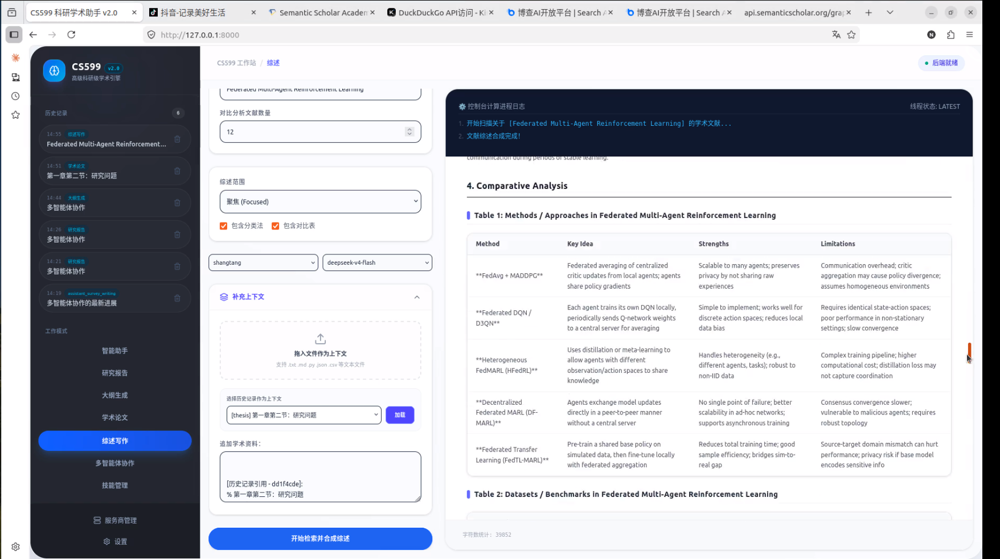 CS599 科研学术助手 v2.0
抖音-记录美好生活
Semantic Scholar Academ
DuckDuckGo API访问 - Ki
博查AI开放平台 | Search A
博查AI开放平台 | Search A
api.semanticscholar.org/grap
http://127.0.0.1:8000
N
CS599 v2.0
高级科研级学术引擎
历史记录 6
14:55 综述写作
Federated Multi-Agent Reinforcement...
14:51 学术论文
第一章第二节：研究问题
14:44 大纲生成
多智能体协作
14:26 研究报告
多智能体协作
14:21 研究报告
多智能体协作
14:19 assistant_survey_writing
多智能体协作的最新进展
工作模式
智能助手
研究报告
大纲生成
学术论文
综述写作
多智能体协作
技能管理
服务商管理
设置
CS599 工作站 / 综述
后端就绪
Federated Multi-Agent Reinforcement Learning
对比分析文献数量
12
综述范围
聚焦 (Focused)
包含分类法 包含对比表
shangtang
deepseek-v4-flash
补充上下文
拖入文件作为上下文
支持 .txt .md .py .json .csv 等文本文件
选择历史记录作为上下文
[thesis] 第一章第二节：研究问题
加载
追加学术资料：
[历史记录引用 - dd1f4cde]:
% 第一章第二节：研究问题
开始检索并合成综述
控制台计算进程日志
线程状态: LATEST
1. 开始扫描关于 [Federated Multi-Agent Reinforcement Learning] 的学术文献...
2. 文献综述合成完成!
communication during periods of stable learning.
4. Comparative Analysis
Table 1: Methods / Approaches in Federated Multi-Agent Reinforcement Learning
Method Key Idea Strengths Limitations
**FedAvg + MADDPG**
Federated averaging of centralized
critic updates from local agents; agents
share policy gradients
Scalable to many agents; preserves
privacy by not sharing raw
experiences
Communication overhead; critic
aggregation may cause policy divergence;
assumes homogeneous environments
**Federated DQN /
D3QN**
Each agent trains its own DQN locally,
periodically sends Q-network weights
to a central server for averaging
Simple to implement; works well for
discrete action spaces; reduces local
data bias
Requires identical state-action spaces;
poor performance in non-stationary
settings; slow convergence
**Heterogeneous
FedMARL (HFedRL)**
Uses distillation or meta-learning to
allow agents with different
observation/action spaces to share
knowledge
Handles heterogeneity (e.g.,
different agents, tasks); robust to
non-IID data
Complex training pipeline; higher
computational cost; distillation loss may
not capture coordination
**Decentralized
Federated MARL (DF-
MARL)**
Agents exchange model updates
directly in a peer-to-peer manner
without a central server
No single point of failure; better
scalability in ad-hoc networks;
supports asynchronous training
Consensus convergence slower;
vulnerable to malicious agents; requires
robust topology
**Federated Transfer
Learning (FedTL-MARL)**
Pre-train a shared base policy on
simulated data, then fine-tune locally
with federated aggregation
Reduces total training time; good
sample efficiency; bridges sim-to-
real gap
Source-target domain mismatch can hurt
performance; privacy risk if base model
encodes sensitive info
Table 2: Datasets / Benchmarks in Federated Multi-Agent Reinforcement Learning
字符数统计: 39852